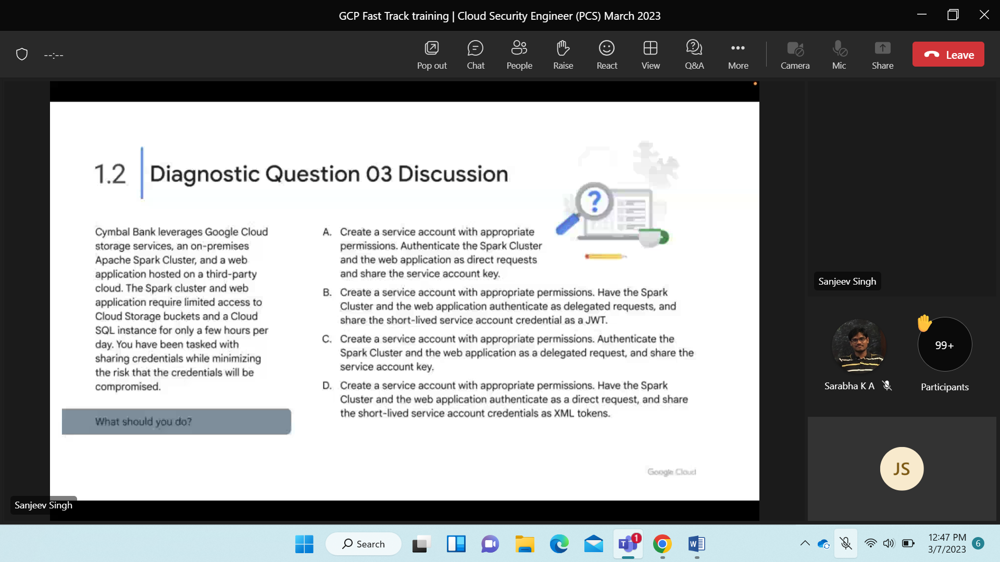 GCP Fast Track training | Cloud Security Engineer (PCS) March 2023
--:--
Pop out
Chat
People
Raise
React
View
Q&A
More
Camera
Mic
Share
Leave
1.2
Diagnostic Question 03 Discussion
?
Cymbal Bank leverages Google Cloud
storage services, an on-premises
Apache Spark Cluster, and a web
application hosted on a third-party
cloud. The Spark cluster and web
application require limited access to
Cloud Storage buckets and a Cloud
SQL instance for only a few hours per
day. You have been tasked with
sharing credentials while minimizing
the risk that the credentials will be
compromised.
What should you do?
A. Create a service account with appropriate
permissions. Authenticate the Spark Cluster
and the web application as direct requests
and share the service account key.
B. Create a service account with appropriate permissions. Have the Spark
Cluster and the web application authenticate as delegated requests, and
share the short-lived service account credential as a JWT.
C. Create a service account with appropriate permissions. Authenticate the
Spark Cluster and the web application as a delegated request, and share the
service account key.
D. Create a service account with appropriate permissions. Have the Spark
Cluster and the web application authenticate as a direct request, and share
the short-lived service account credentials as XML tokens.
Google Cloud
Sanjeev Singh
Sanjeev Singh
Sarabha K A
99+
Participants
JS
Search
T
1
W
12:47 PM
3/7/2023
6